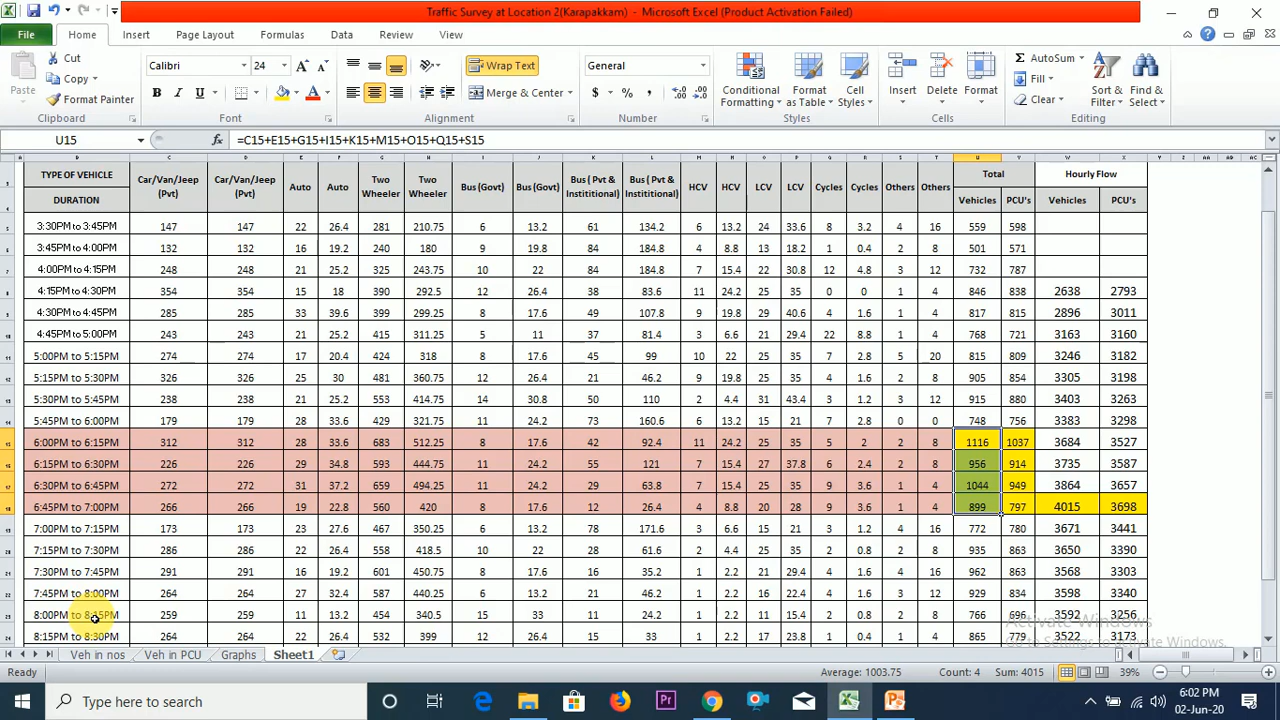 Traffic Survey at Location 2(Karapakkam) - Microsoft Excel (Product Activation Failed)
File Home Insert Page Layout Formulas Data Review View
Cut
Copy
Format Painter
Paste
Clipboard
Calibri 24
Font
Wrap Text
Merge & Center
Alignment
General
$ % ,
Number
Conditional Formatting
Format as Table
Cell Styles
Styles
Insert Delete Format
Cells
AutoSum
Fill
Clear
Sort & Filter
Find & Select
Editing
U15 fx =C15+E15+G15+I15+K15+M15+O15+Q15+S15
TYPE OF VEHICLE Car/Van/Jeep (Pvt) Car/Van/Jeep (Pvt) Auto Auto Two Wheeler Two Wheeler Bus (Govt) Bus (Govt) Bus ( Pvt & Institional) Bus ( Pvt & Instititional) HCV HCV LCV LCV Cycles Cycles Others Others Total Hourly Flow
DURATION Vehicles PCU's Vehicles PCU's
3:30PM to 3:45PM 147 147 22 26.4 281 210.75 6 13.2 61 134.2 6 13.2 24 33.6 8 3.2 4 16 559 598
3:45PM to 4:00PM 132 132 16 19.2 240 180 9 19.8 84 184.8 4 8.8 13 18.2 1 0.4 2 8 501 571
4:00PM to 4:15PM 248 248 21 25.2 325 243.75 10 22 84 184.8 7 15.4 22 30.8 12 4.8 3 12 732 787
4:15PM to 4:30PM 354 354 15 18 390 292.5 12 26.4 38 83.6 11 24.2 25 35 0 0 1 4 846 838 2638 2793
4:30PM to 4:45PM 285 285 33 39.6 399 299.25 8 17.6 49 107.8 9 19.8 29 40.6 4 1.6 1 4 817 815 2896 3011
4:45PM to 5:00PM 243 243 21 25.2 415 311.25 5 11 37 81.4 3 6.6 21 29.4 22 8.8 1 4 768 721 3163 3160
5:00PM to 5:15PM 274 274 17 20.4 424 318 8 17.6 45 99 10 22 25 35 7 2.8 5 20 815 809 3246 3182
5:15PM to 5:30PM 326 326 25 30 481 360.75 12 26.4 21 46.2 9 19.8 25 35 4 1.6 2 8 905 854 3305 3198
5:30PM to 5:45PM 238 238 21 25.2 553 414.75 14 30.8 50 110 2 4.4 31 43.4 3 1.2 3 12 915 880 3403 3263
5:45PM to 6:00PM 179 179 28 33.6 429 321.75 11 24.2 73 160.6 6 13.2 15 21 7 2.8 0 0 748 756 3383 3298
6:00PM to 6:15PM 312 312 28 33.6 683 512.25 8 17.6 42 92.4 11 24.2 25 35 5 2 2 8 1116 1037 3684 3527
6:15PM to 6:30PM 226 226 29 34.8 593 444.75 11 24.2 55 121 7 15.4 27 37.8 6 2.4 2 8 956 914 3735 3587
6:30PM to 6:45PM 272 272 31 37.2 659 494.25 11 24.2 29 63.8 7 15.4 25 35 9 3.6 1 4 1044 949 3864 3657
6:45PM to 7:00PM 266 266 19 22.8 560 420 8 17.6 12 26.4 4 8.8 20 28 9 3.6 1 4 899 797 4015 3698
7:00PM to 7:15PM 173 173 23 27.6 467 350.25 6 13.2 78 171.6 3 6.6 15 21 3 1.2 4 16 772 780 3671 3441
7:15PM to 7:30PM 286 286 22 26.4 558 418.5 10 22 28 61.6 2 4.4 25 35 2 0.8 2 8 935 863 3650 3390
7:30PM to 7:45PM 291 291 16 19.2 601 450.75 8 17.6 16 35.2 1 2.2 21 29.4 4 1.6 4 16 962 863 3568 3303
7:45PM to 8:00PM 264 264 27 32.4 587 440.25 6 13.2 21 46.2 1 2.2 18 25.2 3 1.2 2 8 929 834 3598 3340
8:00PM to 8:15PM 259 259 11 13.2 454 340.5 15 33 11 24.2 1 2.2 11 15.4 2 0.8 2 8 766 696 3592 3256
8:15PM to 8:30PM 264 264 22 26.4 532 399 12 26.4 15 33 1 2.2 17 23.8 1 0.4 1 4 865 779 3522 3173
Activate Windows
Go to Settings to Activate Windows.
Veh in nos Veh in PCU Graphs Sheet1
Ready Average: 1003.75 Count: 4 Sum: 4015 39%
Type here to search
6:02 PM
02-Jun-20